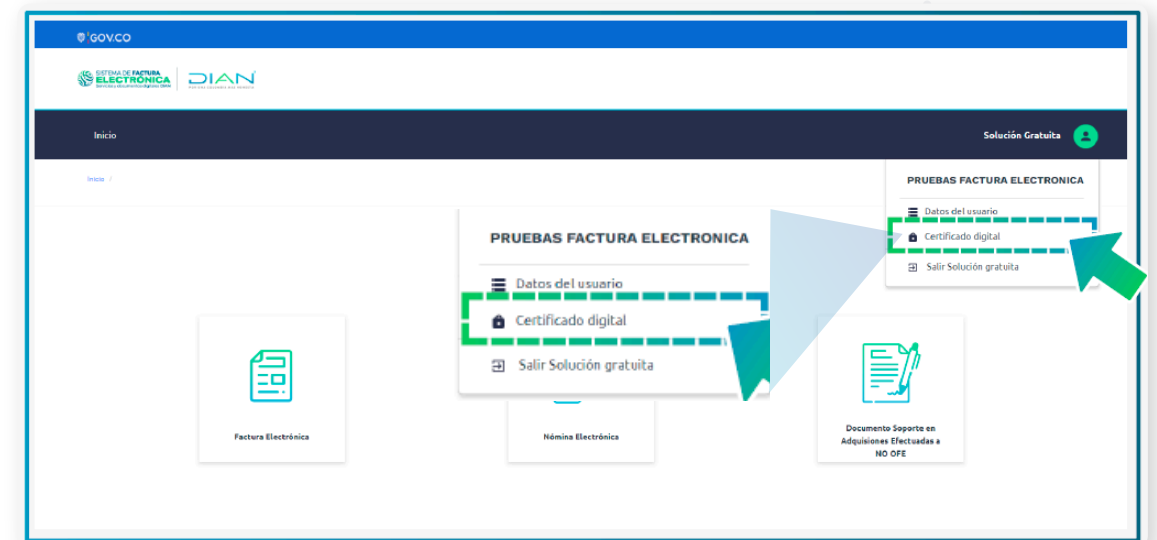 GOV.CO
SISTEMA DE FACTURA
ELECTRÓNICA
DIAN
Inicio
Solución Gratuita
Inicio /
PRUEBAS FACTURA ELECTRONICA
Datos del usuario
Certificado digital
Salir Solución gratuita
PRUEBAS FACTURA ELECTRONICA
Datos del usuario
Certificado digital
Salir Solución gratuita
Factura Electrónica
Nómina Electrónica
Documento Soporte en
Adquisiones Efectuadas a
NO OFE